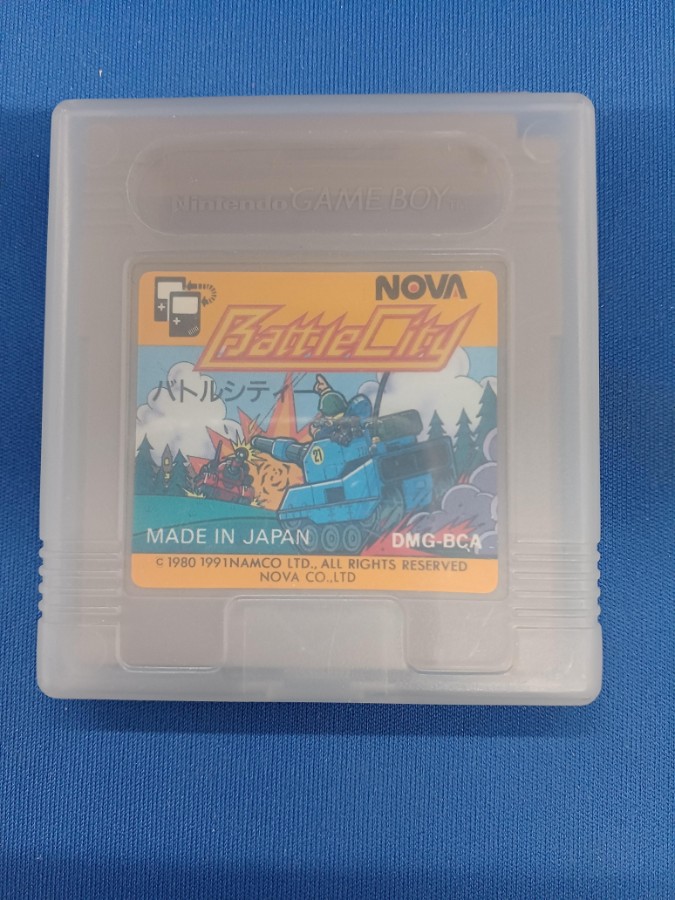 Nintendo GAME BOY
NOVA
BattleCity
バトルシティー
21
MADE IN JAPAN
DMG-BCA
© 1980 1991 NAMCO LTD., ALL RIGHTS RESERVED
NOVA CO.,LTD